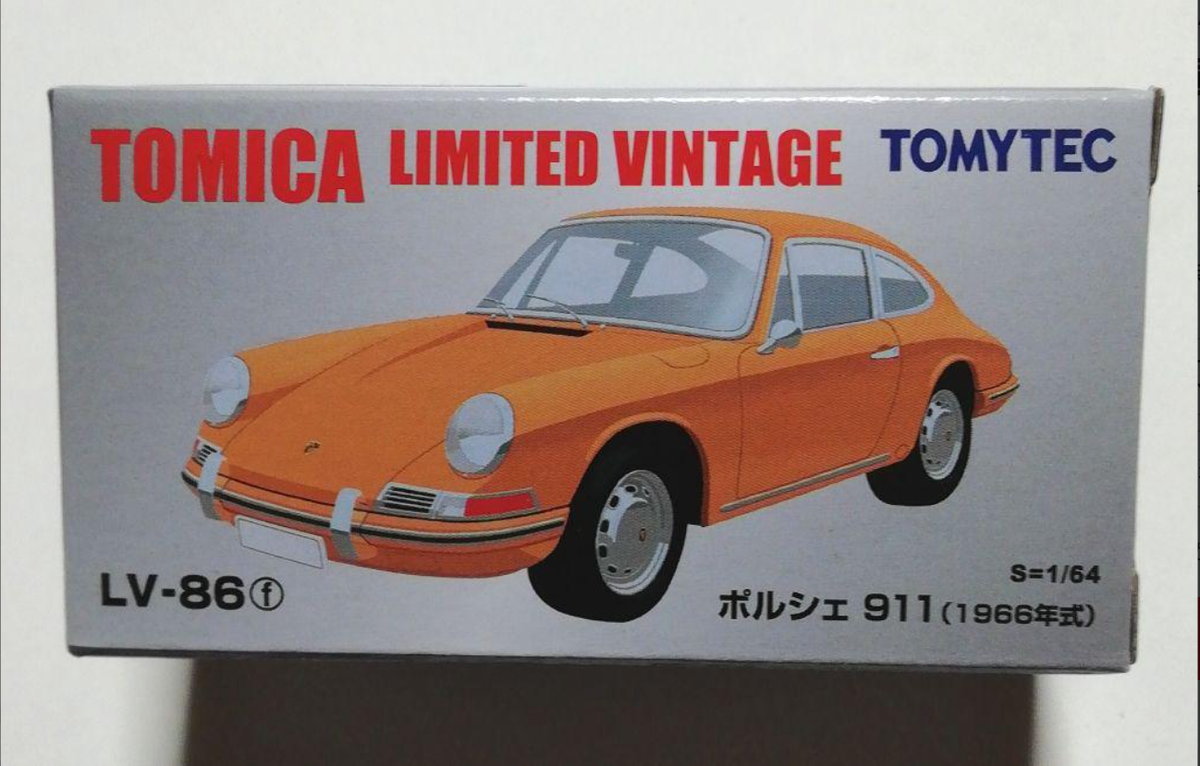 TOMICA LIMITED VINTAGE TOMYTEC
LV-86ⓕ
S=1/64
ポルシェ 911(1966年式)